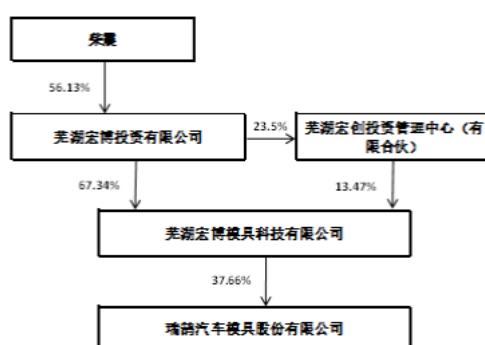 柴震
56.13%
芜湖宏博投资有限公司
23.5%
芜湖宏创投资管理中心（有
限合伙）
67.34%
13.47%
芜湖宏博模具科技有限公司
37.66%
瑞鹄汽车模具股份有限公司